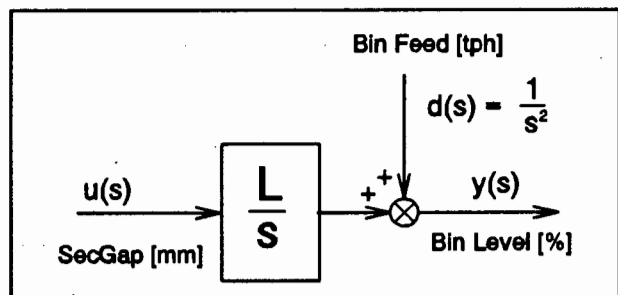 Bin Feed [tph]
d(s) = 1/s²
u(s)
L/s
+
+
y(s)
SecGap [mm]
Bin Level [%]